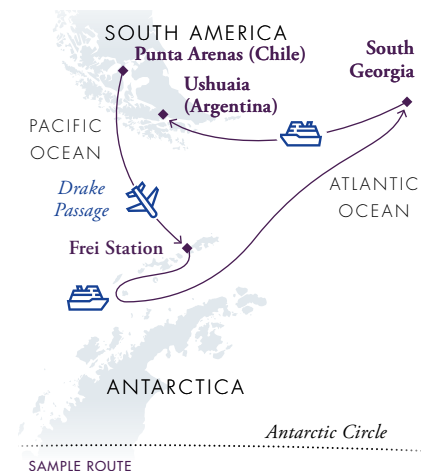 SOUTH AMERICA
Punta Arenas (Chile)
South
Georgia
Ushuaia
(Argentina)
PACIFIC
OCEAN
Drake
Passage
ATLANTIC
OCEAN
Frei Station
ANTARCTICA
Antarctic Circle
SAMPLE ROUTE